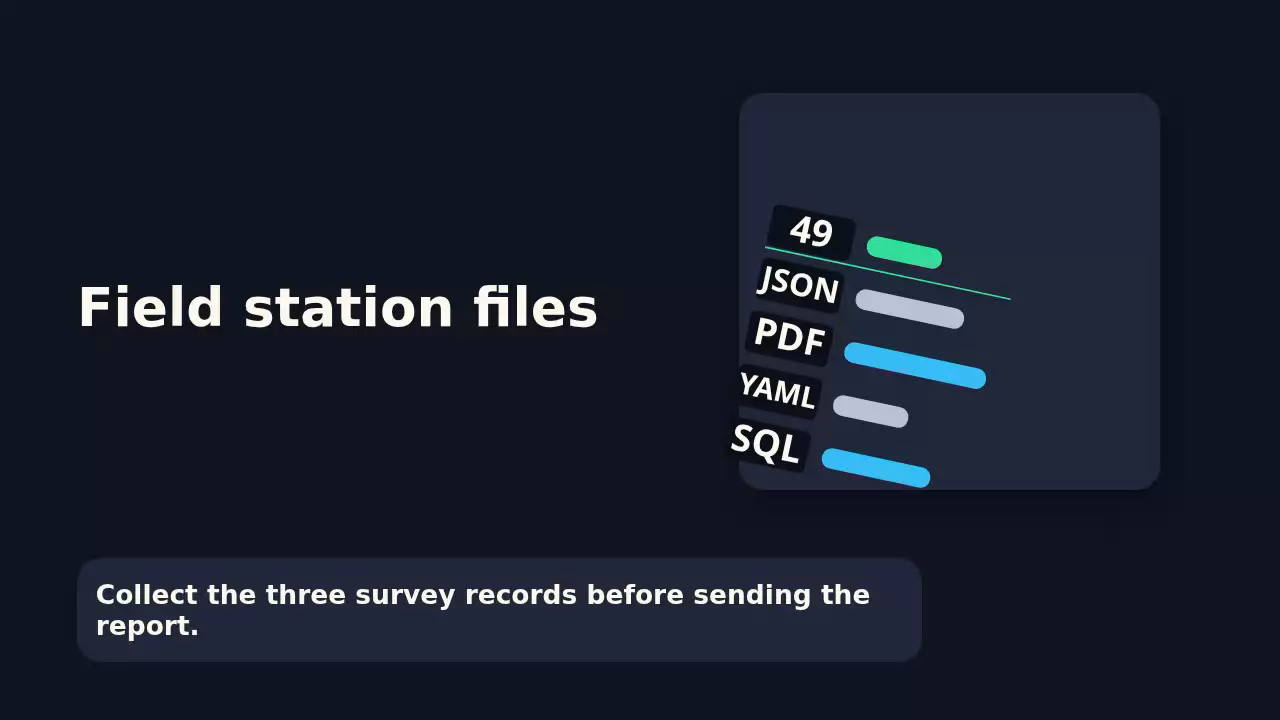 Field station files
49
JSON
PDF
YAML
SQL
Collect the three survey records before sending the
report.